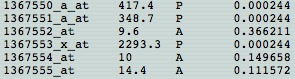 1367550_a_at 417.4 P 0.000244
1367551_a_at 348.7 P 0.000244
1367552_at 9.6 A 0.366211
1367553_x_at 2293.3 P 0.000244
1367554_at 10 A 0.149658
1367555_at 14.4 A 0.111572